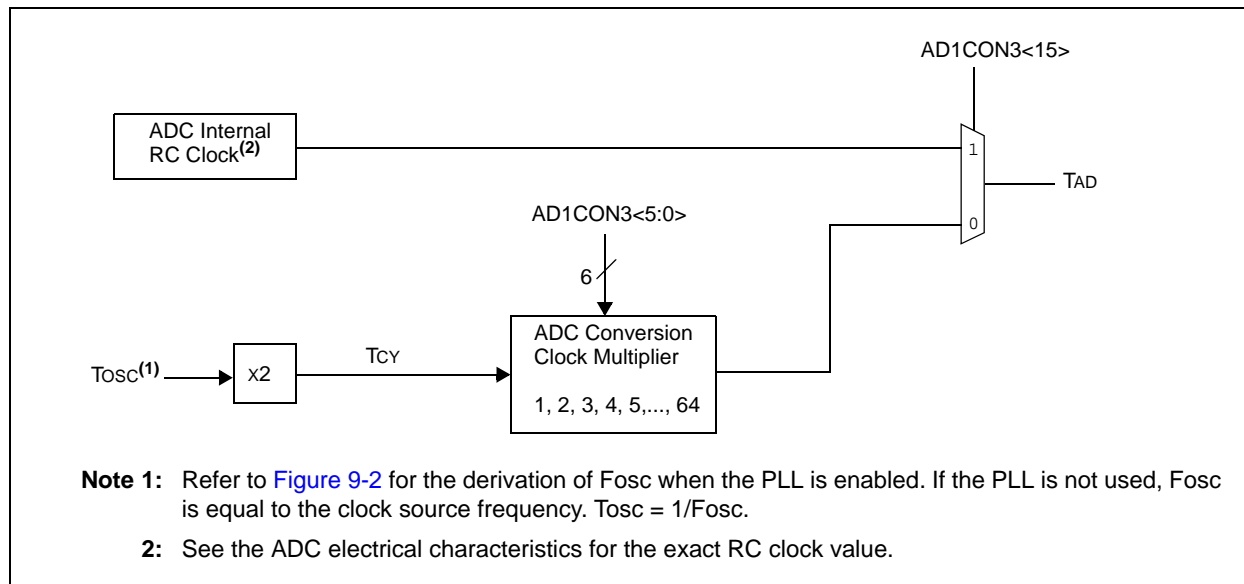 AD1CON3<15>
ADC Internal
RC Clock(2)
1
TAD
AD1CON3<5:0>
0
6
ADC Conversion
Clock Multiplier
TOSC(1)
X2
TCY
1, 2, 3, 4, 5,..., 64
Note 1: Refer to Figure 9-2 for the derivation of Fosc when the PLL is enabled. If the PLL is not used, Fosc
is equal to the clock source frequency. Tosc = 1/Fosc.
2: See the ADC electrical characteristics for the exact RC clock value.